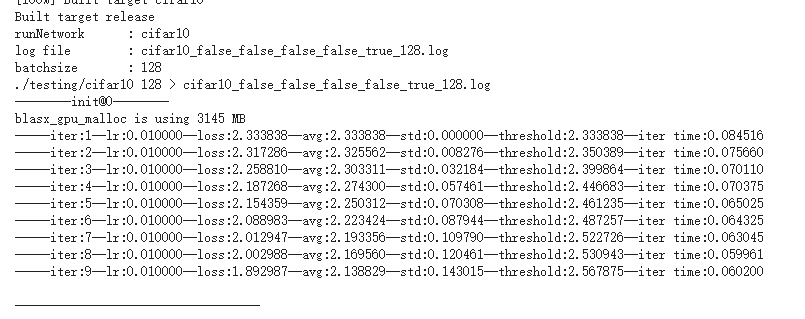 [100%] Built target cifar10
Built target release
runNetwork : cifar10
log file : cifar10_false_false_false_false_true_128.log
batchsize : 128
./testing/cifar10 128 > cifar10_false_false_false_false_true_128.log
————init@0————
blasx_gpu_malloc is using 3145 MB
——iter:1—lr:0.010000—loss:2.333838—avg:2.333838—std:0.000000—threshold:2.333838—iter time:0.084516
——iter:2—lr:0.010000—loss:2.317286—avg:2.325562—std:0.008276—threshold:2.350389—iter time:0.075660
——iter:3—lr:0.010000—loss:2.258810—avg:2.303311—std:0.032184—threshold:2.399864—iter time:0.070110
——iter:4—lr:0.010000—loss:2.187268—avg:2.274300—std:0.057461—threshold:2.446683—iter time:0.070375
——iter:5—lr:0.010000—loss:2.154359—avg:2.250312—std:0.070308—threshold:2.461235—iter time:0.065025
——iter:6—lr:0.010000—loss:2.088983—avg:2.223424—std:0.087944—threshold:2.487257—iter time:0.064325
——iter:7—lr:0.010000—loss:2.012947—avg:2.193356—std:0.109790—threshold:2.522726—iter time:0.063045
——iter:8—lr:0.010000—loss:2.002988—avg:2.169560—std:0.120461—threshold:2.530943—iter time:0.059961
——iter:9—lr:0.010000—loss:1.892987—avg:2.138829—std:0.143015—threshold:2.567875—iter time:0.060200